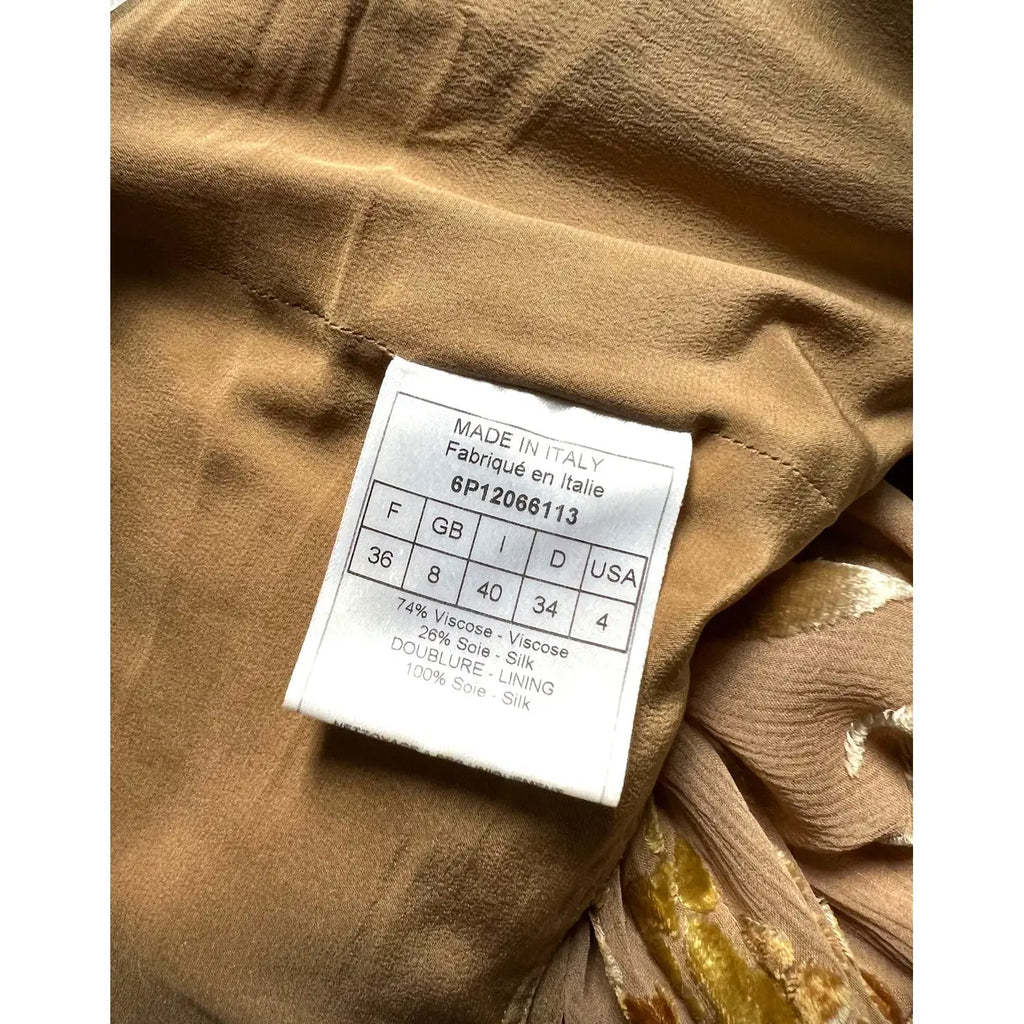 MADE IN ITALY
Fabriqué en Italie
6P12066113
F GB I D USA
36 8 40 34 4
74% Viscose - Viscose
26% Soie - Silk
DOUBLURE - LINING
100% Soie - Silk